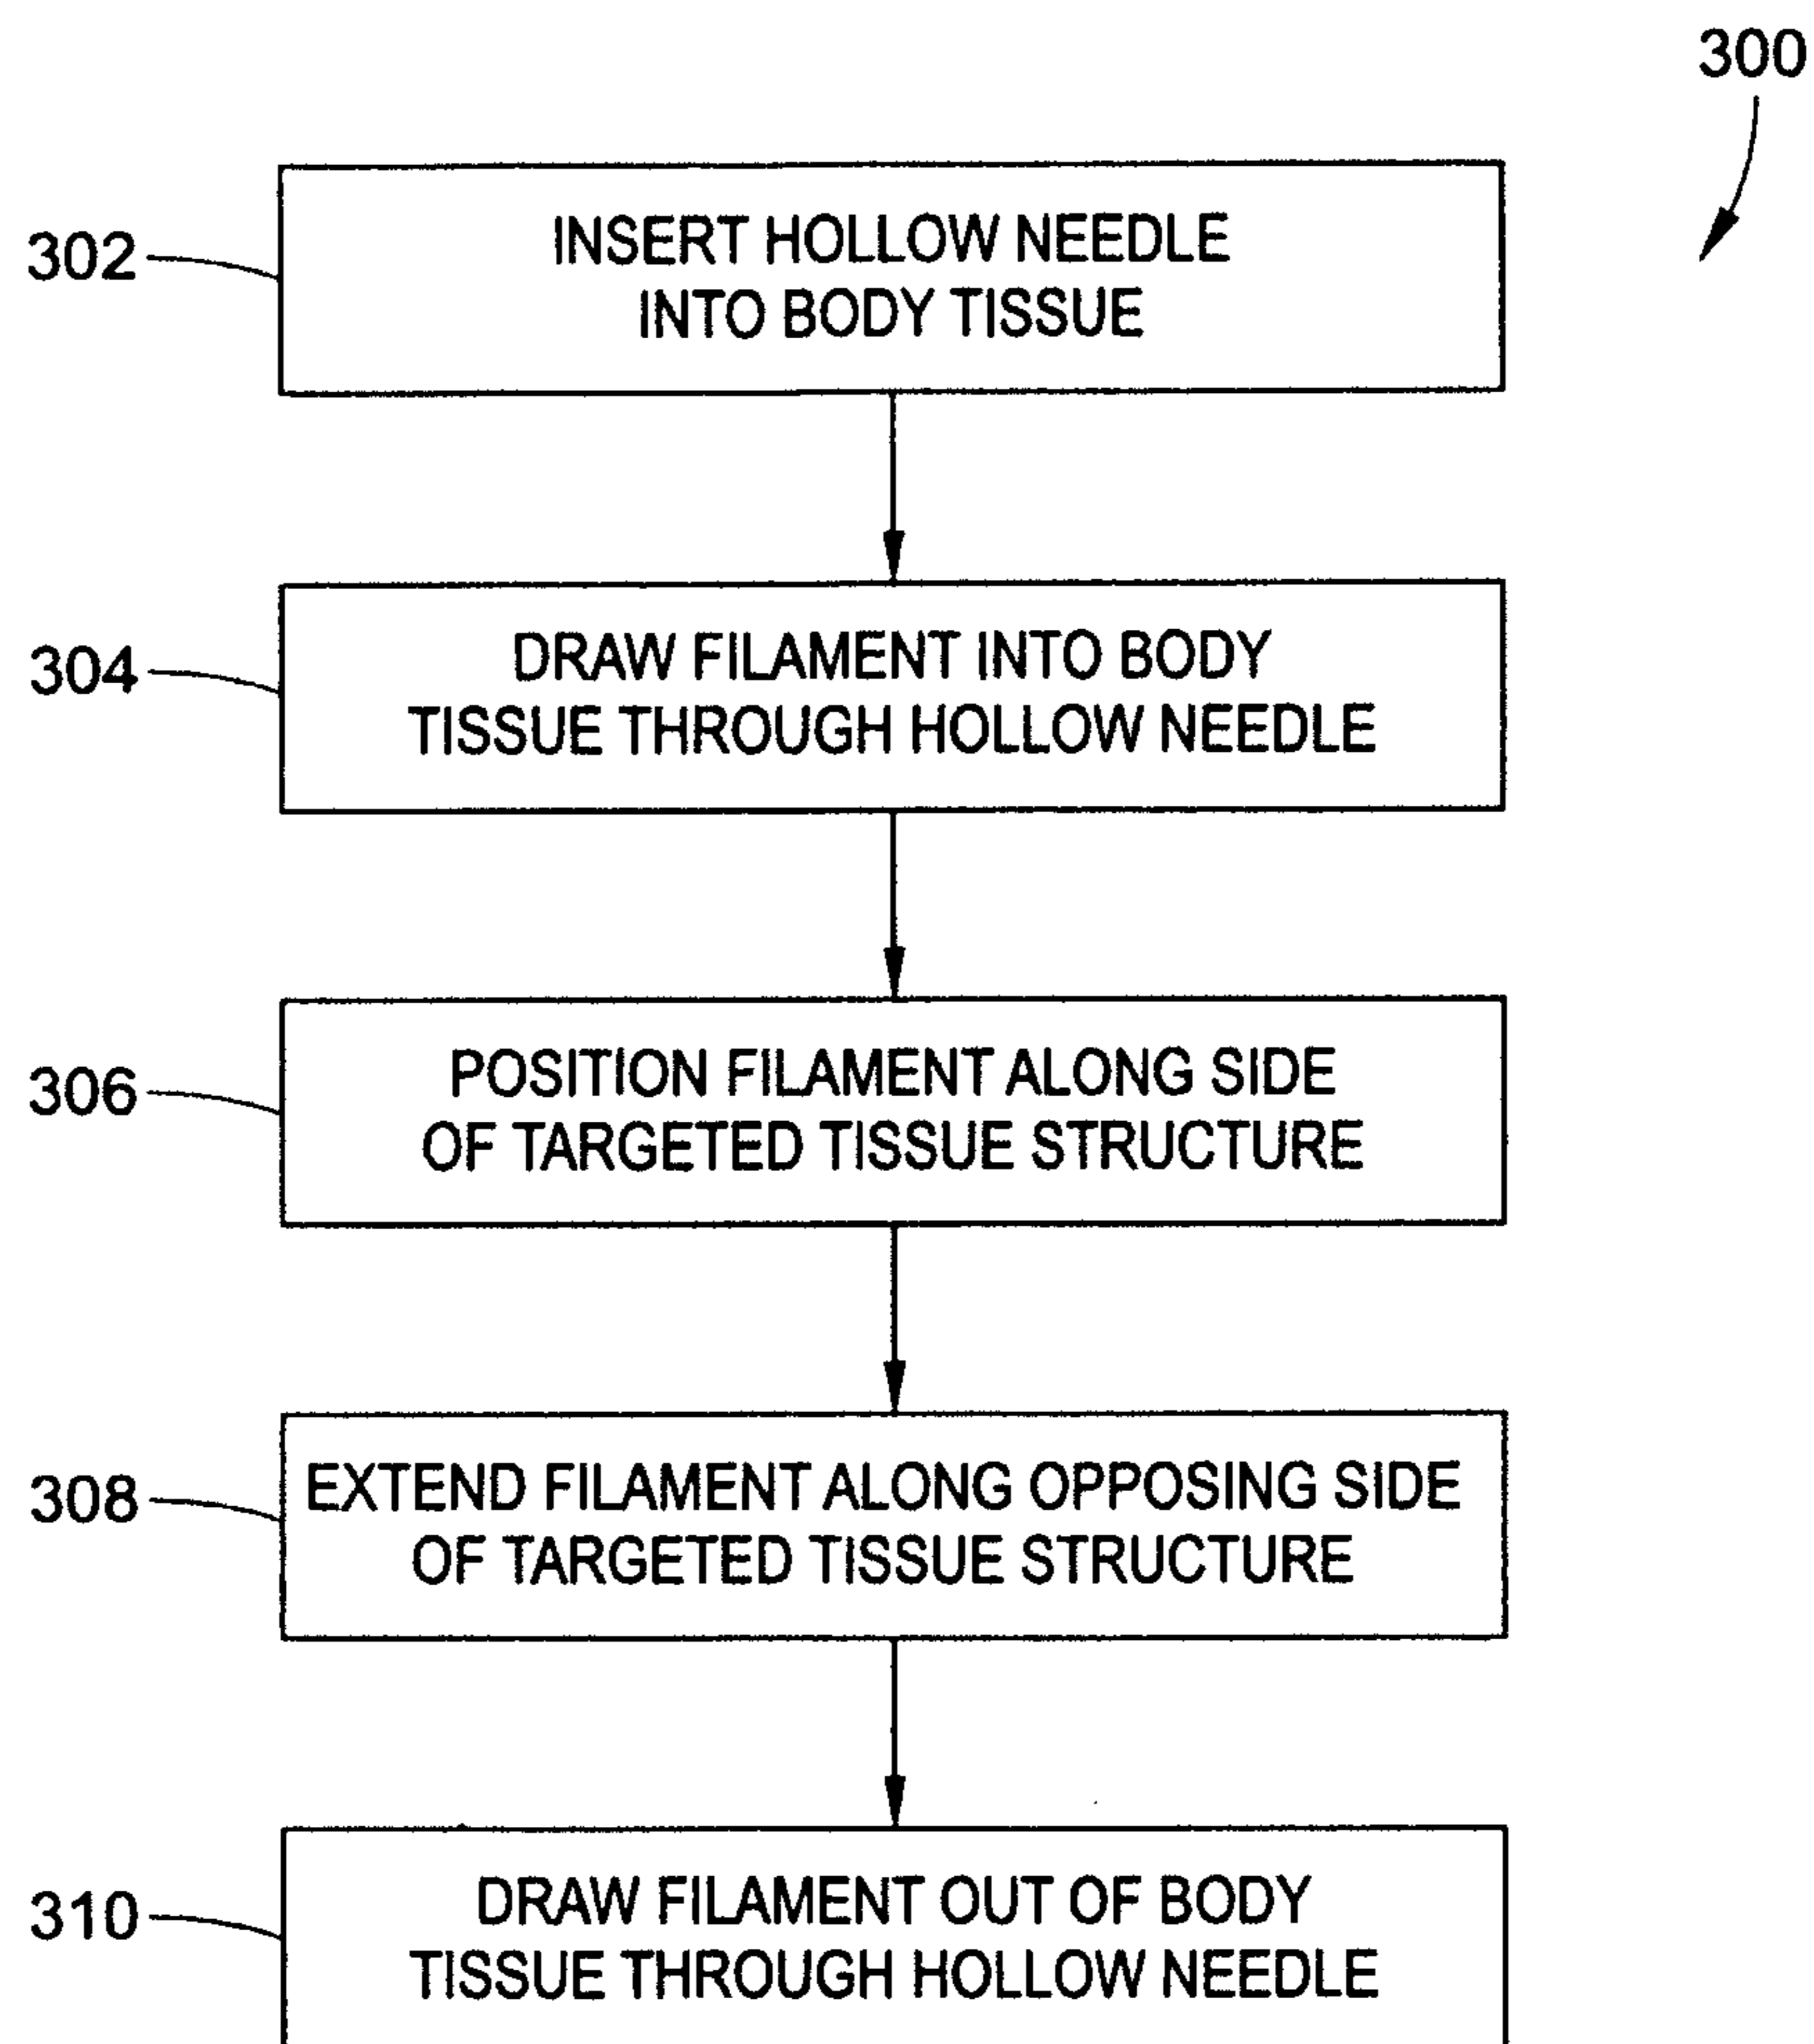 300
302
INSERT HOLLOW NEEDLE
INTO BODY TISSUE
304
DRAW FILAMENT INTO BODY
TISSUE THROUGH HOLLOW NEEDLE
306
POSITION FILAMENT ALONG SIDE
OF TARGETED TISSUE STRUCTURE
308
EXTEND FILAMENT ALONG OPPOSING SIDE
OF TARGETED TISSUE STRUCTURE
310
DRAW FILAMENT OUT OF BODY
TISSUE THROUGH HOLLOW NEEDLE